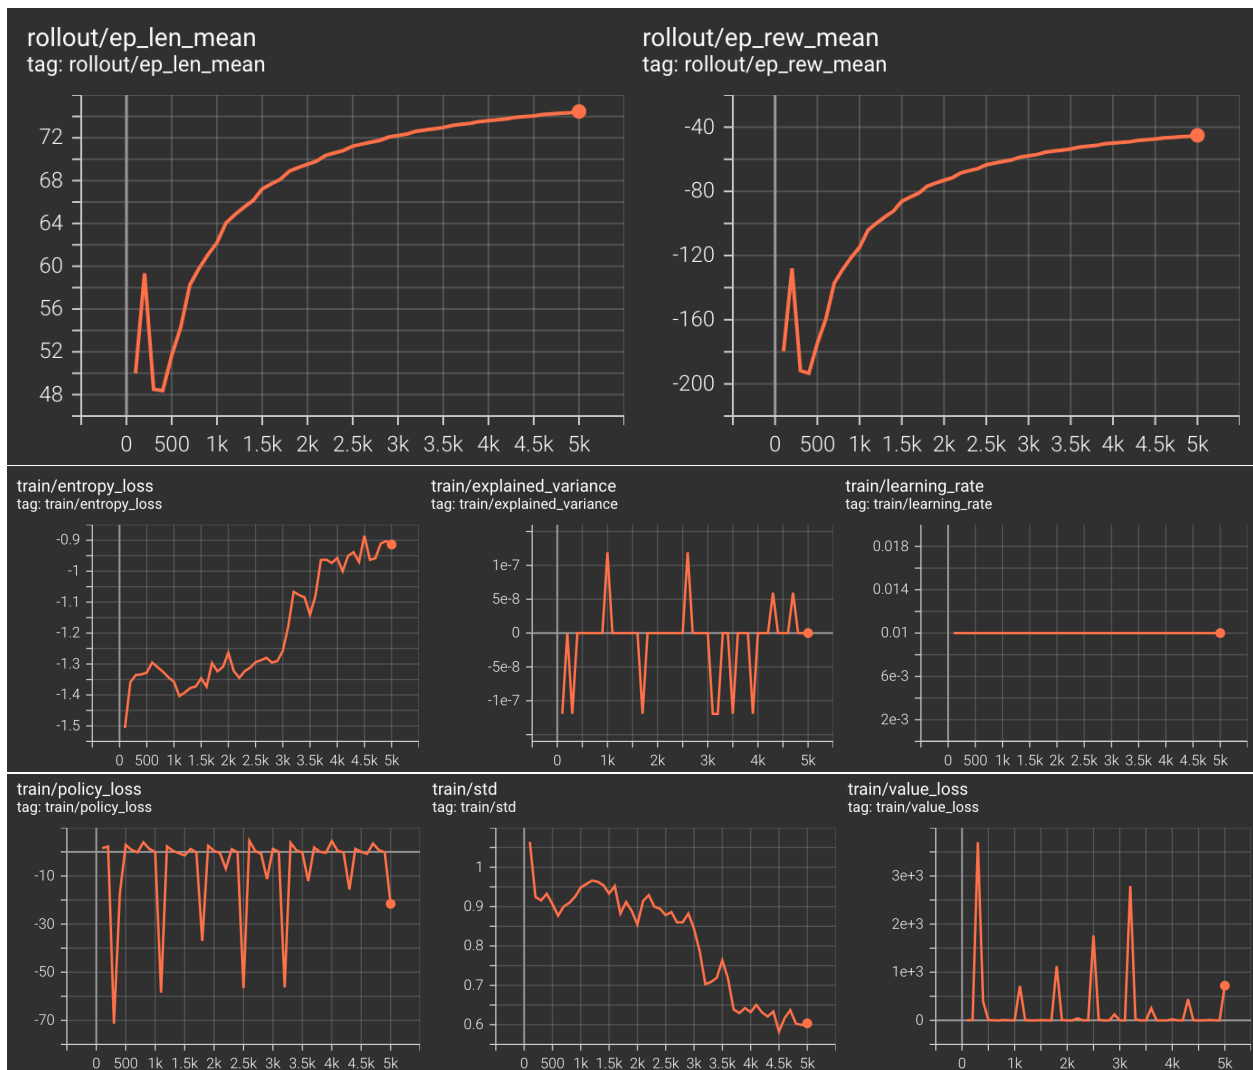 rollout/ep_len_mean
tag: rollout/ep_len_mean
72
68
64
60
56
52
48
0 500 1k 1.5k 2k 2.5k 3k 3.5k 4k 4.5k 5k
rollout/ep_rew_mean
tag: rollout/ep_rew_mean
-40
-80
-120
-160
-200
0 500 1k 1.5k 2k 2.5k 3k 3.5k 4k 4.5k 5k
train/entropy_loss
tag: train/entropy_loss
-0.9
-1
-1.1
-1.2
-1.3
-1.4
-1.5
0 500 1k 1.5k 2k 2.5k 3k 3.5k 4k 4.5k 5k
train/explained_variance
tag: train/explained_variance
1e-7
5e-8
0
-5e-8
-1e-7
0 1k 2k 3k 4k 5k
train/learning_rate
tag: train/learning_rate
0.018
0.014
0.01
6e-3
2e-3
0 500 1k 1.5k 2k 2.5k 3k 3.5k 4k 4.5k 5k
train/policy_loss
tag: train/policy_loss
-10
-30
-50
-70
0 500 1k 1.5k 2k 2.5k 3k 3.5k 4k 4.5k 5k
train/std
tag: train/std
1
0.9
0.8
0.7
0.6
0 500 1k 1.5k 2k 2.5k 3k 3.5k 4k 4.5k 5k
train/value_loss
tag: train/value_loss
3e+3
2e+3
1e+3
0
0 1k 2k 3k 4k 5k